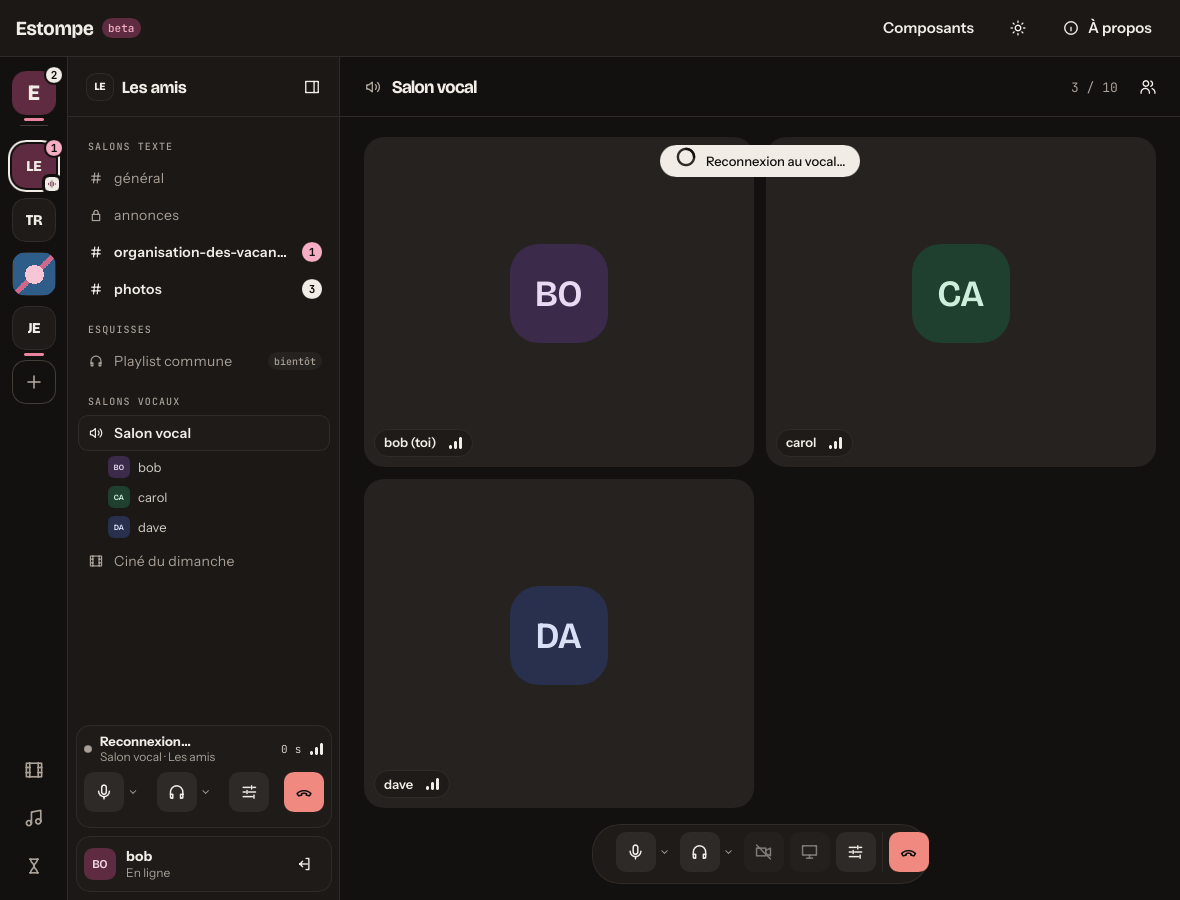 Estompe beta
Composants
À propos
E 2
LE 1
TR
JE
LE Les amis
SALONS TEXTE
# général
annonces
# organisation-des-vacan... 1
# photos 3
ESQUISSES
Playlist commune bientôt
SALONS VOCAUX
Salon vocal
BO bob
CA carol
DA dave
Ciné du dimanche
Reconnexion...
Salon vocal · Les amis
0 s
BO bob
En ligne
Salon vocal
3 / 10
Reconnexion au vocal...
BO
bob (toi)
CA
carol
DA
dave